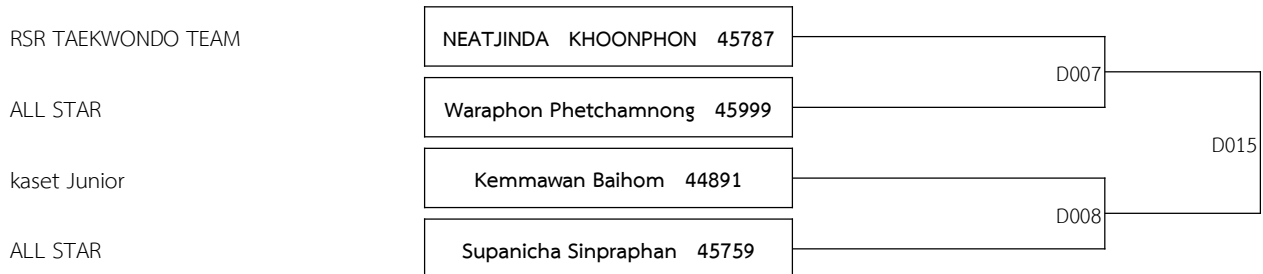 RSR TAEKWONDO TEAM NEATJINDA KHOONPHON 45787
D007
ALL STAR Waraphon Phetchamnong 45999
D015
kaset Junior Kemmawan Baihom 44891
D008
ALL STAR Supanicha Sinpraphan 45759